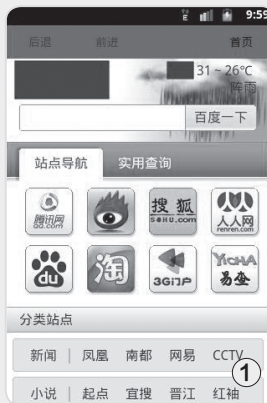 9:59
后退 前进 首页
31~26℃
阵雨
百度一下
站点导航 实用查询
腾讯网 搜狐 人人网
QQ.com SOHU.com renren.com
du 淘 3G门户 YICHA 易查
分类站点
新闻 | 凤凰 南都 网易 CCTV
①
小说 | 起点 宜搜 晋江 红袖